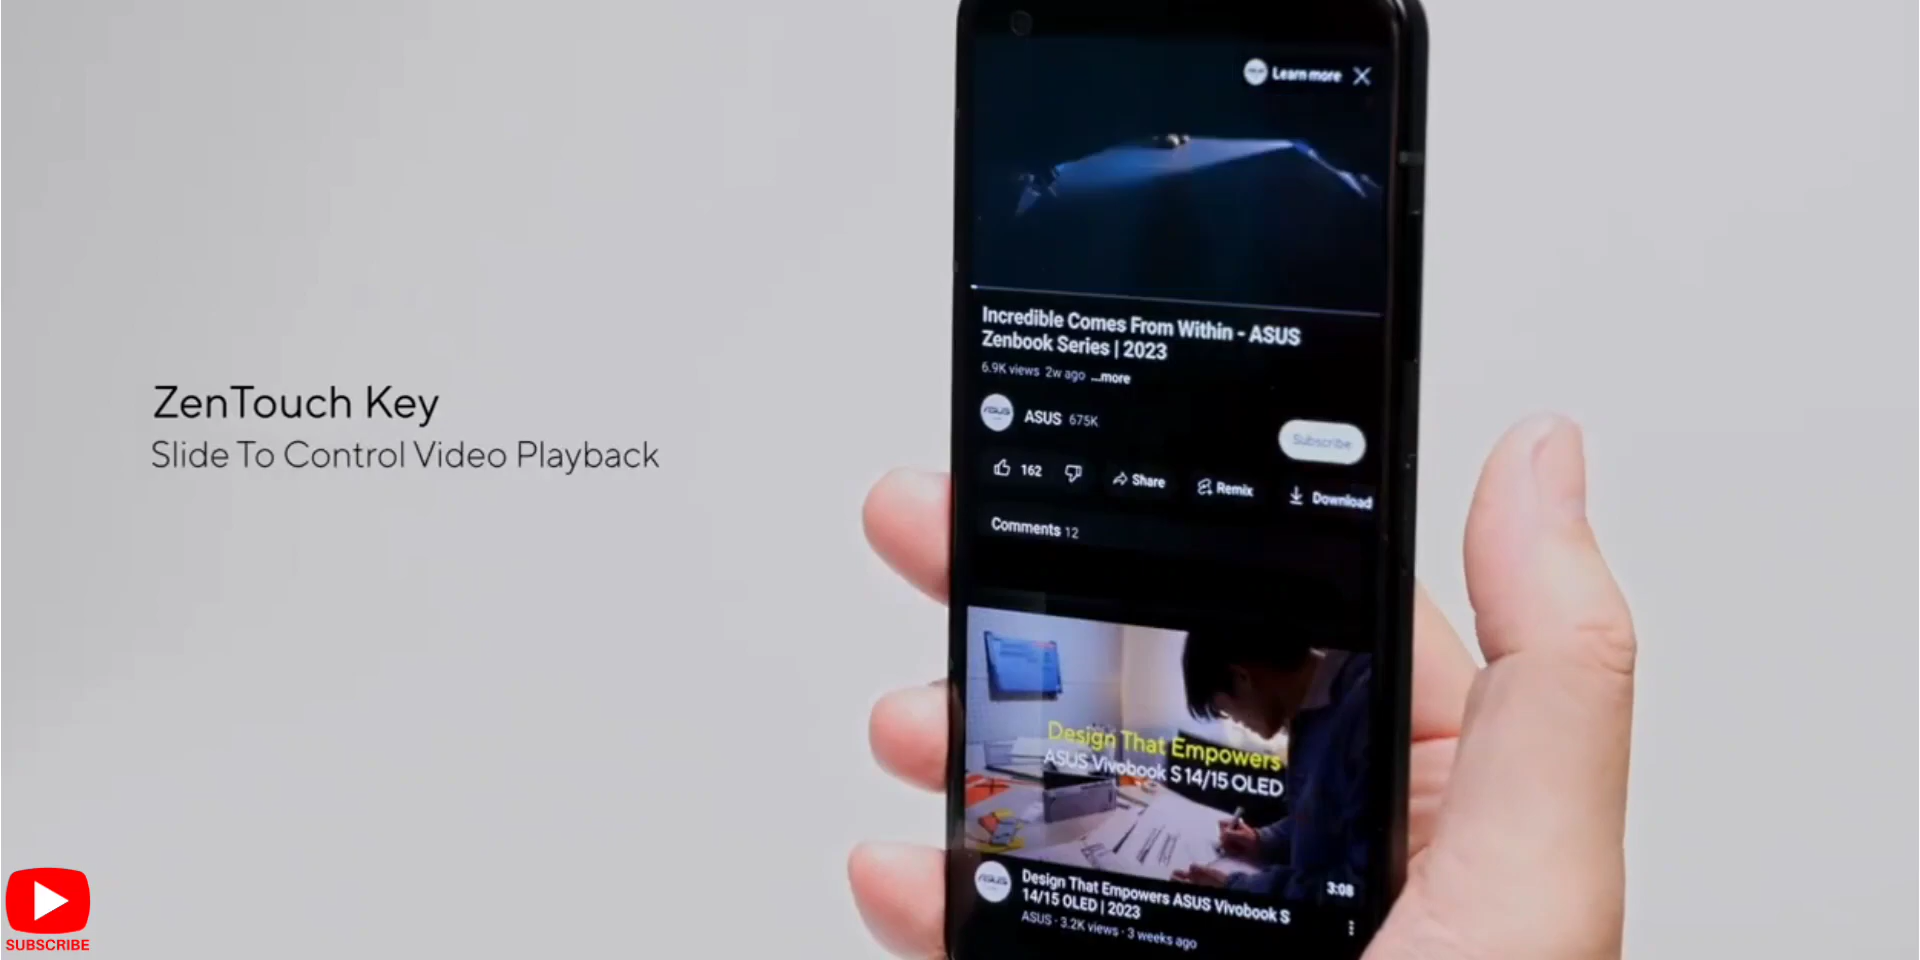 ZenTouch Key
Slide To Control Video Playback
Learn more
Incredible Comes From Within - ASUS
Zenbook Series | 2023
6.9K views 2w ago ...more
ASUS
ASUS 675K
Subscribe
162
Share
Remix
Download
Comments 12
Design That Empowers
ASUS Vivobook S 14/15 OLED
3:08
ASUS
Design That Empowers ASUS Vivobook S
14/15 OLED | 2023
ASUS · 3.2K views · 3 weeks ago
SUBSCRIBE